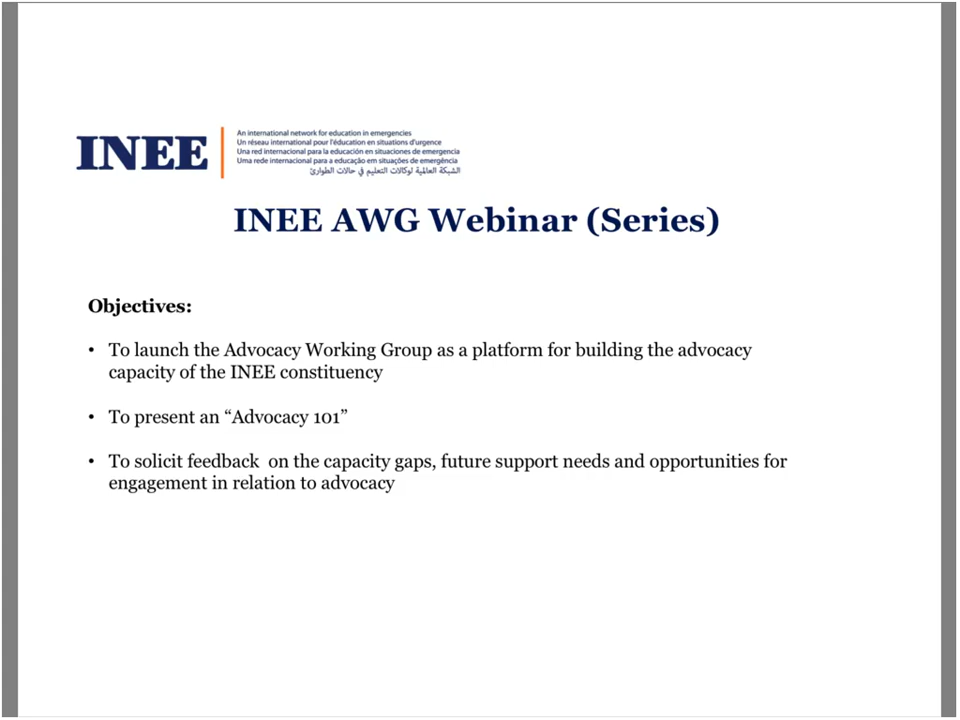 INEE
An international network for education in emergencies
Un réseau international pour l'éducation en situations d'urgence
Una red internacional para la educación en situaciones de emergencia
Uma rede internacional para a educação em situações de emergência
الشبكة العالمية لوكالات التعليم في حالات الطوارئ
INEE AWG Webinar (Series)
Objectives:
• To launch the Advocacy Working Group as a platform for building the advocacy
capacity of the INEE constituency
• To present an “Advocacy 101”
• To solicit feedback  on the capacity gaps, future support needs and opportunities for
engagement in relation to advocacy